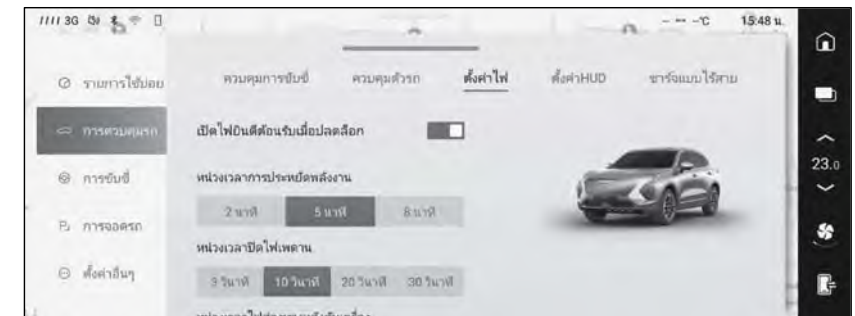 3G -- --°C 15:48 น.
รายการใช้บ่อย
การควบคุมรถ
การขับขี่
การจอดรถ
ตั้งค่าอื่นๆ
ควบคุมการขับขี่ ควบคุมตัวรถ ตั้งค่าไฟ ตั้งค่าHUD ชาร์จแบบไร้สาย
เปิดไฟยินดีต้อนรับเมื่อปลดล็อก
หน่วงเวลาการประหยัดพลังงาน
2 นาที 5 นาที 8 นาที
หน่วงเวลาปิดไฟเพดาน
3 วินาที 10 วินาที 20 วินาที 30 วินาที
23.0